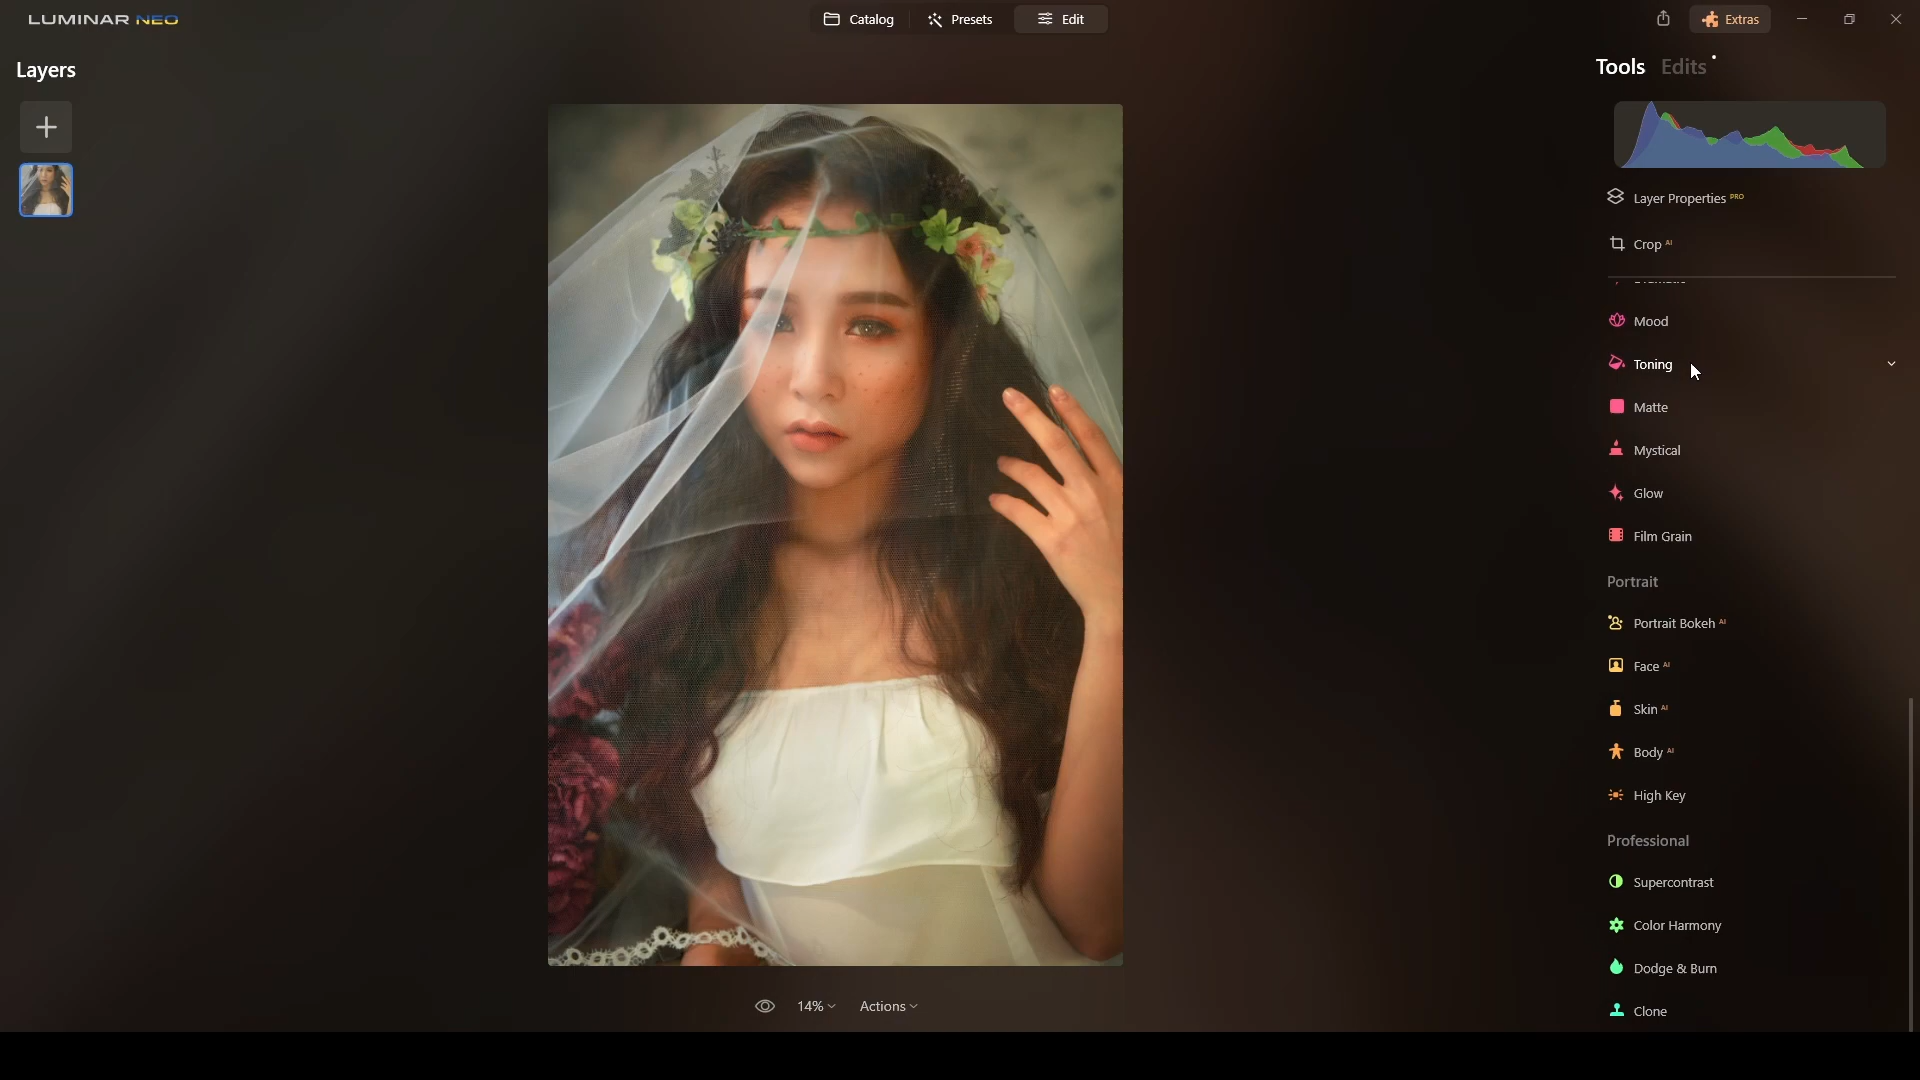 LUMINAR NEO
Catalog
Presets
Edit
Extras
Layers
Tools Edits
Layer Properties PRO
Crop AI
Mood
Toning
Matte
Mystical
Glow
Film Grain
Portrait
Portrait Bokeh AI
Face AI
Skin AI
Body AI
High Key
Professional
Supercontrast
Color Harmony
Dodge & Burn
Clone
14%
Actions